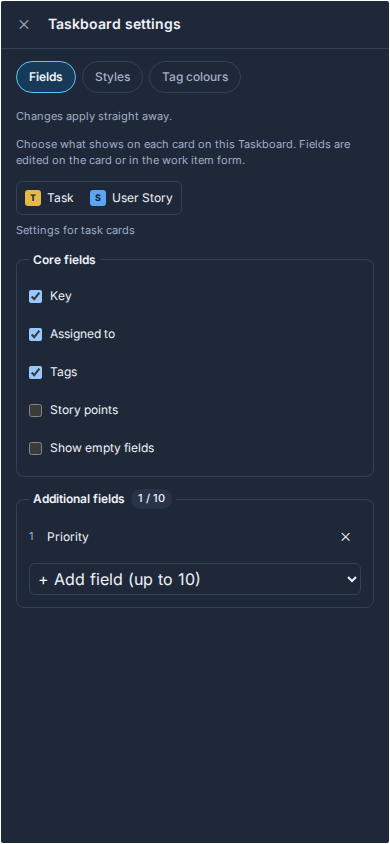 Taskboard settings
Fields Styles Tag colours
Changes apply straight away.
Choose what shows on each card on this Taskboard. Fields are
edited on the card or in the work item form.
T Task S User Story
Settings for task cards
Core fields
Key
Assigned to
Tags
Story points
Show empty fields
Additional fields 1 / 10
1 Priority
+ Add field (up to 10)